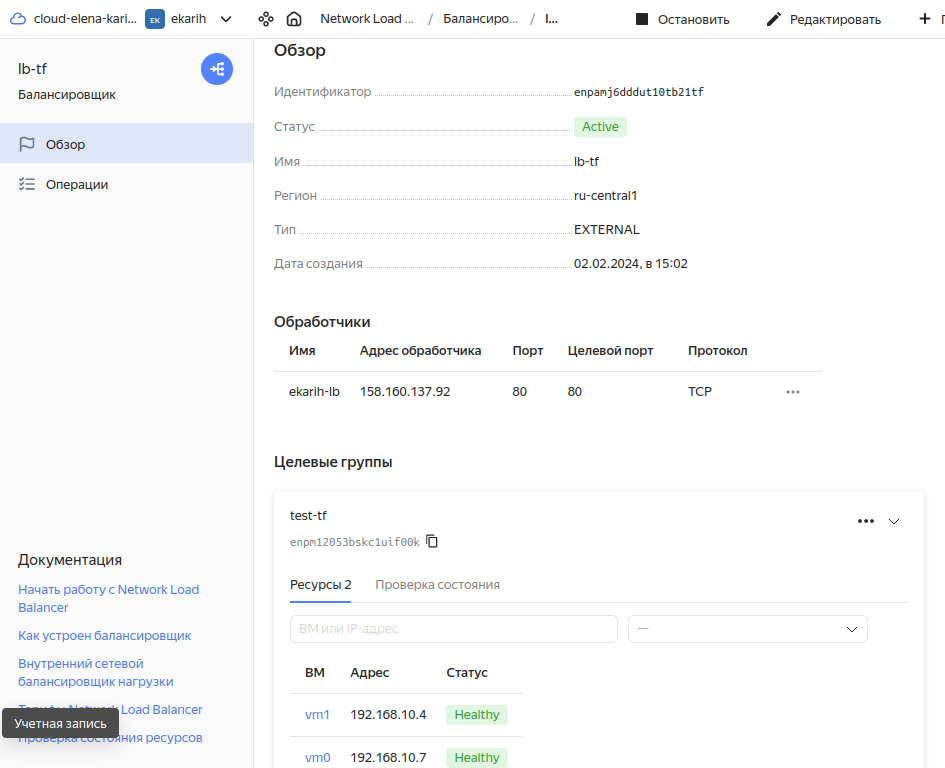 cloud-elena-kari... EK ekarih Network Load ... / Балансиро... / l... Остановить Редактировать
lb-tf
Балансировщик
Обзор
Операции
Документация
Начать работу с Network Load
Balancer
Как устроен балансировщик
Внутренний сетевой
балансировщик нагрузки
Load Balancer
Учетная запись
состояния ресурсов
Обзор
Идентификатор enpamj6dddut10tb21tf
Статус Active
Имя lb-tf
Регион ru-central1
Тип EXTERNAL
Дата создания 02.02.2024, в 15:02
Обработчики
Имя Адрес обработчика Порт Целевой порт Протокол
ekarih-lb 158.160.137.92 80 80 TCP
Целевые группы
test-tf
enpm12053bskc1uif00k
Ресурсы 2 Проверка состояния
ВМ или IP-адрес —
ВМ Адрес Статус
vm1 192.168.10.4 Healthy
vm0 192.168.10.7 Healthy